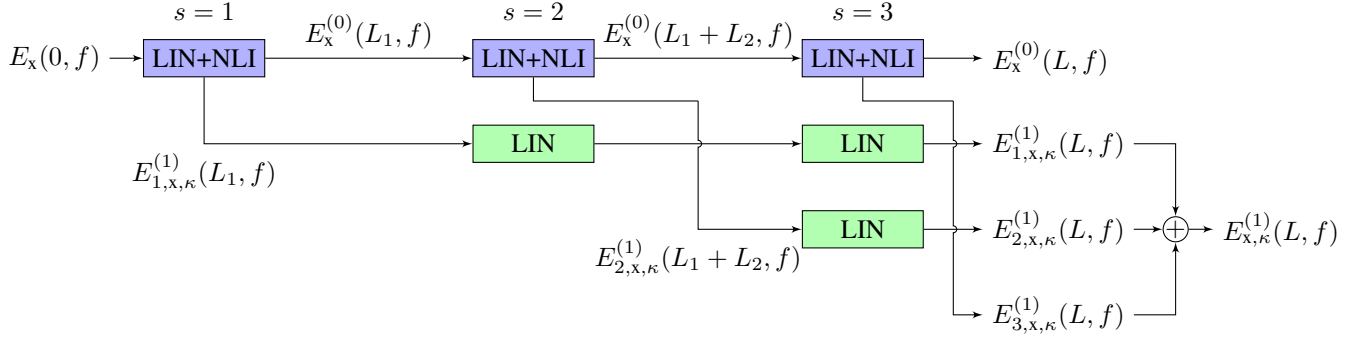 s = 1 s = 2 s = 3
E_x(0, f) LIN+NLI E_x^(0)(L_1, f) LIN+NLI E_x^(0)(L_1 + L_2, f) LIN+NLI E_x^(0)(L, f)
LIN LIN E_{1,x,κ}^(1)(L, f)
E_{1,x,κ}^(1)(L_1, f)
LIN E_{2,x,κ}^(1)(L, f) + E_{x,κ}^(1)(L, f)
E_{2,x,κ}^(1)(L_1 + L_2, f)
E_{3,x,κ}^(1)(L, f)